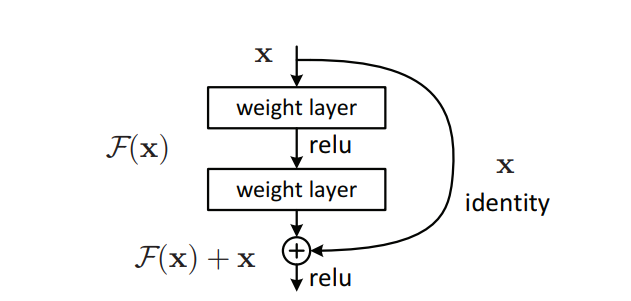 x
weight layer
relu
F(x)
x
weight layer
identity
F(x) + x
+
relu